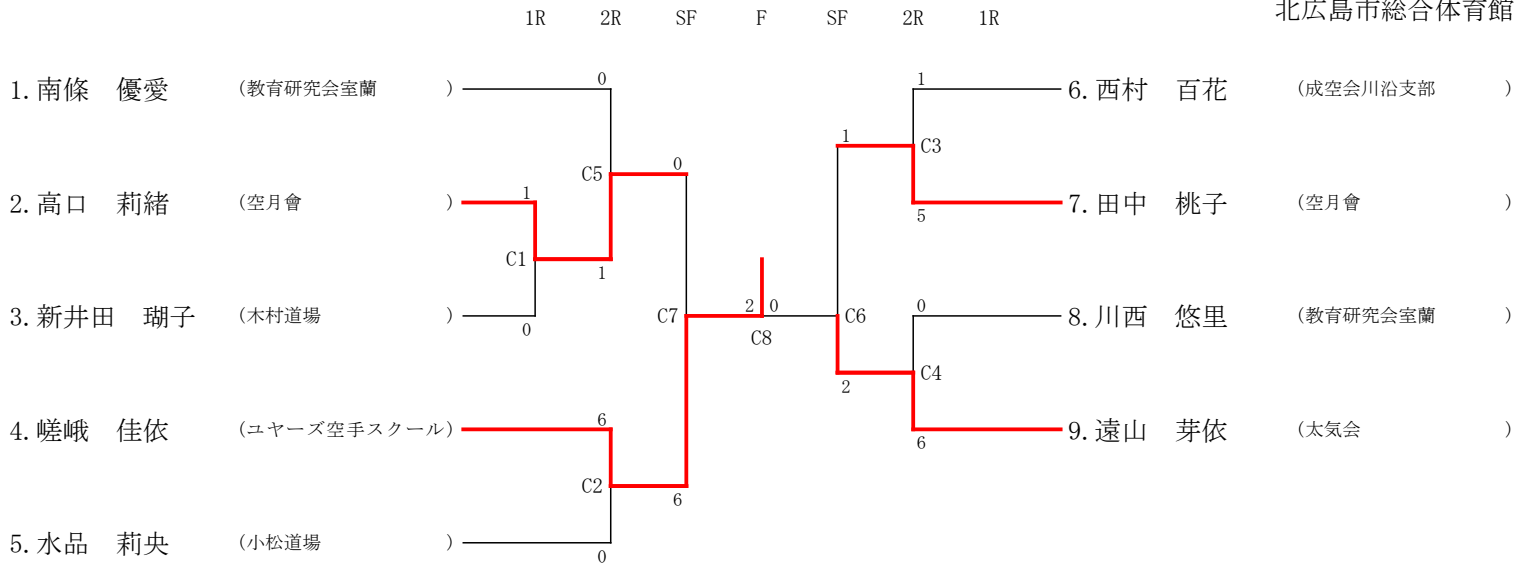 北広島市総合体育館
1R 2R SF F SF 2R 1R
0 1
1. 南條　優愛 (教育研究会室蘭 ) 6. 西村　百花 (成空会川沿支部 )
1
C3
0
C5
1
2. 高口　莉緒 (空月會 ) 7. 田中　桃子 (空月會 )
5
C1
1
0
3. 新井田　瑚子 (木村道場 ) C7 2 0 C6 8. 川西　悠里 (教育研究会室蘭 )
0
C8
C4
2
6
4. 嵯峨　佳依 (ユヤーズ空手スクール) 9. 遠山　芽依 (太気会 )
6
C2
6
5. 水品　莉央 (小松道場 )
0